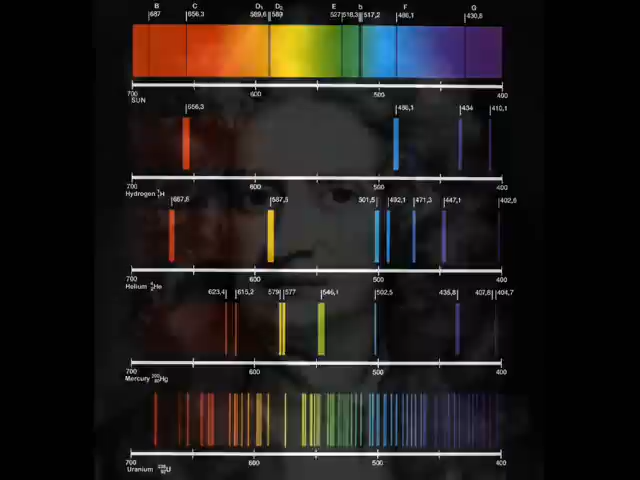 B C D₁ D₂ E b F G
687 656,3 589,6 589 527 518,3 517,2 486,1 430,8
700 600 500 400
SUN
656,3 486,1 434 410,1
700 600 500 400
Hydrogen ¹₁H
667,8 587,5 501,5 492,1 471,3 447,1 402,6
700 600 500 400
Helium ⁴₂He
623,4 615,2 579 577 546,1 502,5 435,8 407,8 404,7
700 600 500 400
Mercury ²⁰⁰₈₀Hg
700 600 500 400
Uranium ²³⁸₉₂U